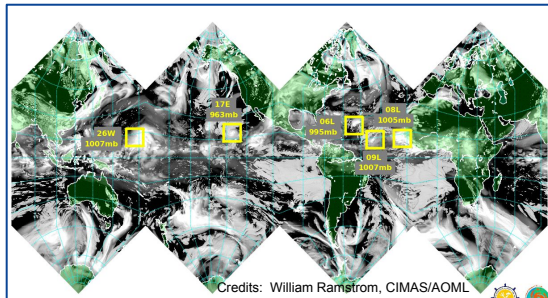 26W
1007mb
17E
963mb
06L
995mb
08L
1005mb
09L
1007mb
Credits: William Ramstrom, CIMAS/AOML